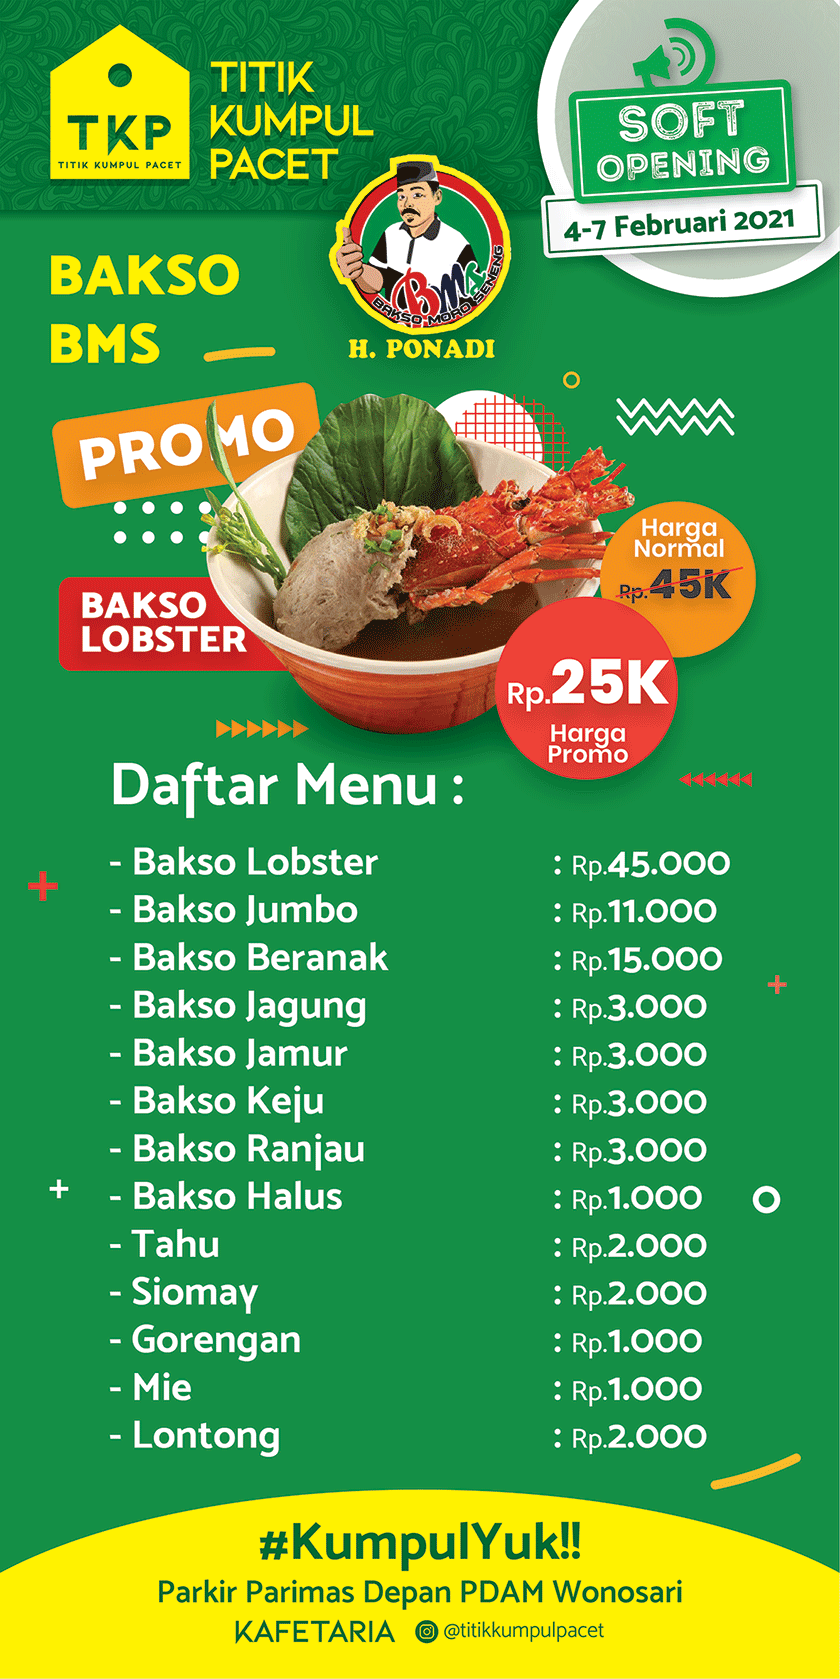 TKP
TITIK KUMPUL PACET
TITIK
KUMPUL
PACET
SOFT
OPENING
4-7 Februari 2021
BAKSO
BMS
BMS
BAKSO MORO SENENG
H. PONADI
PROMO
BAKSO
LOBSTER
Harga
Normal
Rp.45K
Rp.25K
Harga
Promo
Daftar Menu :
- Bakso Lobster : Rp.45.000
- Bakso Jumbo : Rp.11.000
- Bakso Beranak : Rp.15.000
- Bakso Jagung : Rp.3.000
- Bakso Jamur : Rp.3.000
- Bakso Keju : Rp.3.000
- Bakso Ranjau : Rp.3.000
- Bakso Halus : Rp.1.000
- Tahu : Rp.2.000
- Siomay : Rp.2.000
- Gorengan : Rp.1.000
- Mie : Rp.1.000
- Lontong : Rp.2.000
#KumpulYuk!!
Parkir Parimas Depan PDAM Wonosari
KAFETARIA @titikkumpulpacet